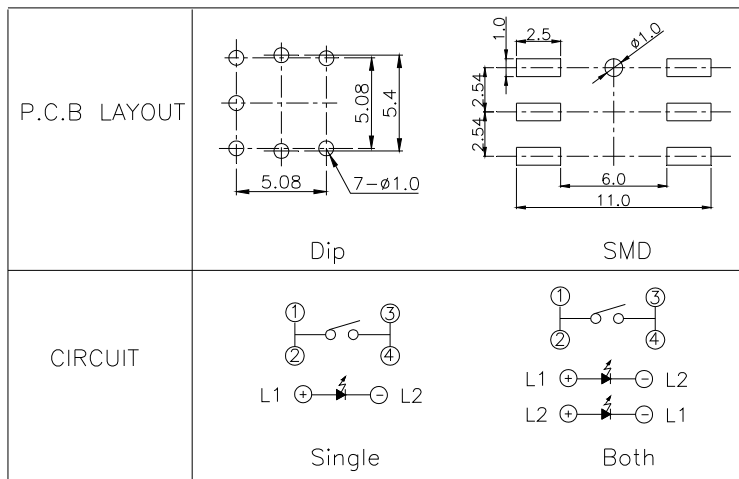 P.C.B LAYOUT
5.08
5.4
5.08
7-ø1.0
Dip
1.0
2.5
ø1.0
2.54
2.54
6.0
11.0
SMD
CIRCUIT
1 3
2 4
L1 + - L2
Single
1 3
2 4
L1 + - L2
L2 + - L1
Both